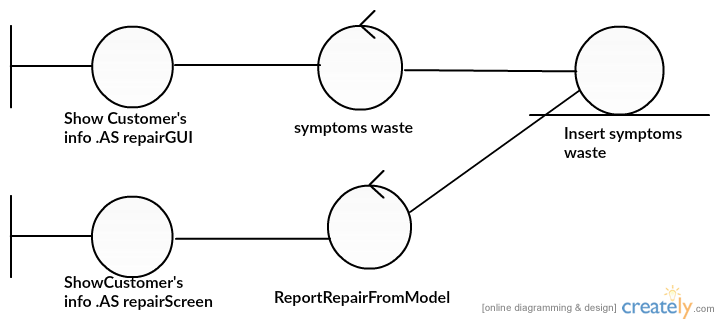 Show Customer's
info .AS repairGUI
symptoms waste
Insert symptoms
waste
ShowCustomer's
info .AS repairScreen
ReportRepairFromModel
[online diagramming & design] creately.com